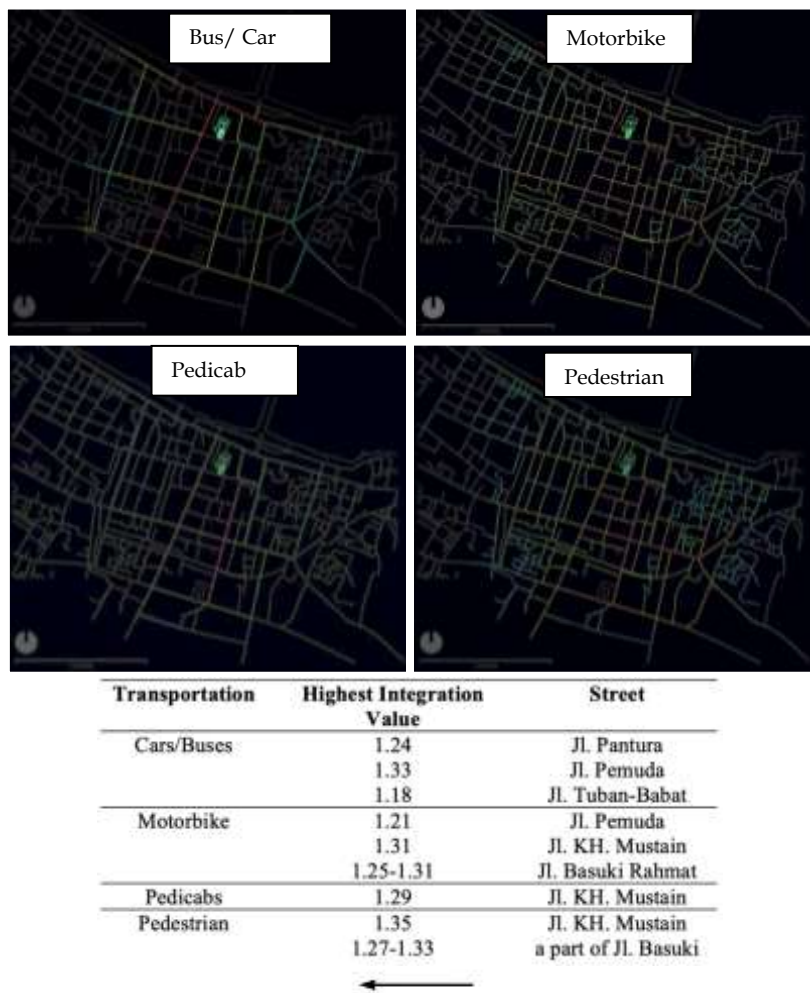 Bus/ Car
Motorbike
Pedicab
Pedestrian
Transportation Highest Integration Value Street
Cars/Buses 1.24 Jl. Pantura
1.33 Jl. Pemuda
1.18 Jl. Tuban-Babat
Motorbike 1.21 Jl. Pemuda
1.31 Jl. KH. Mustain
1.25-1.31 Jl. Basuki Rahmat
Pedicabs 1.29 Jl. KH. Mustain
Pedestrian 1.35 Jl. KH. Mustain
1.27-1.33 a part of Jl. Basuki